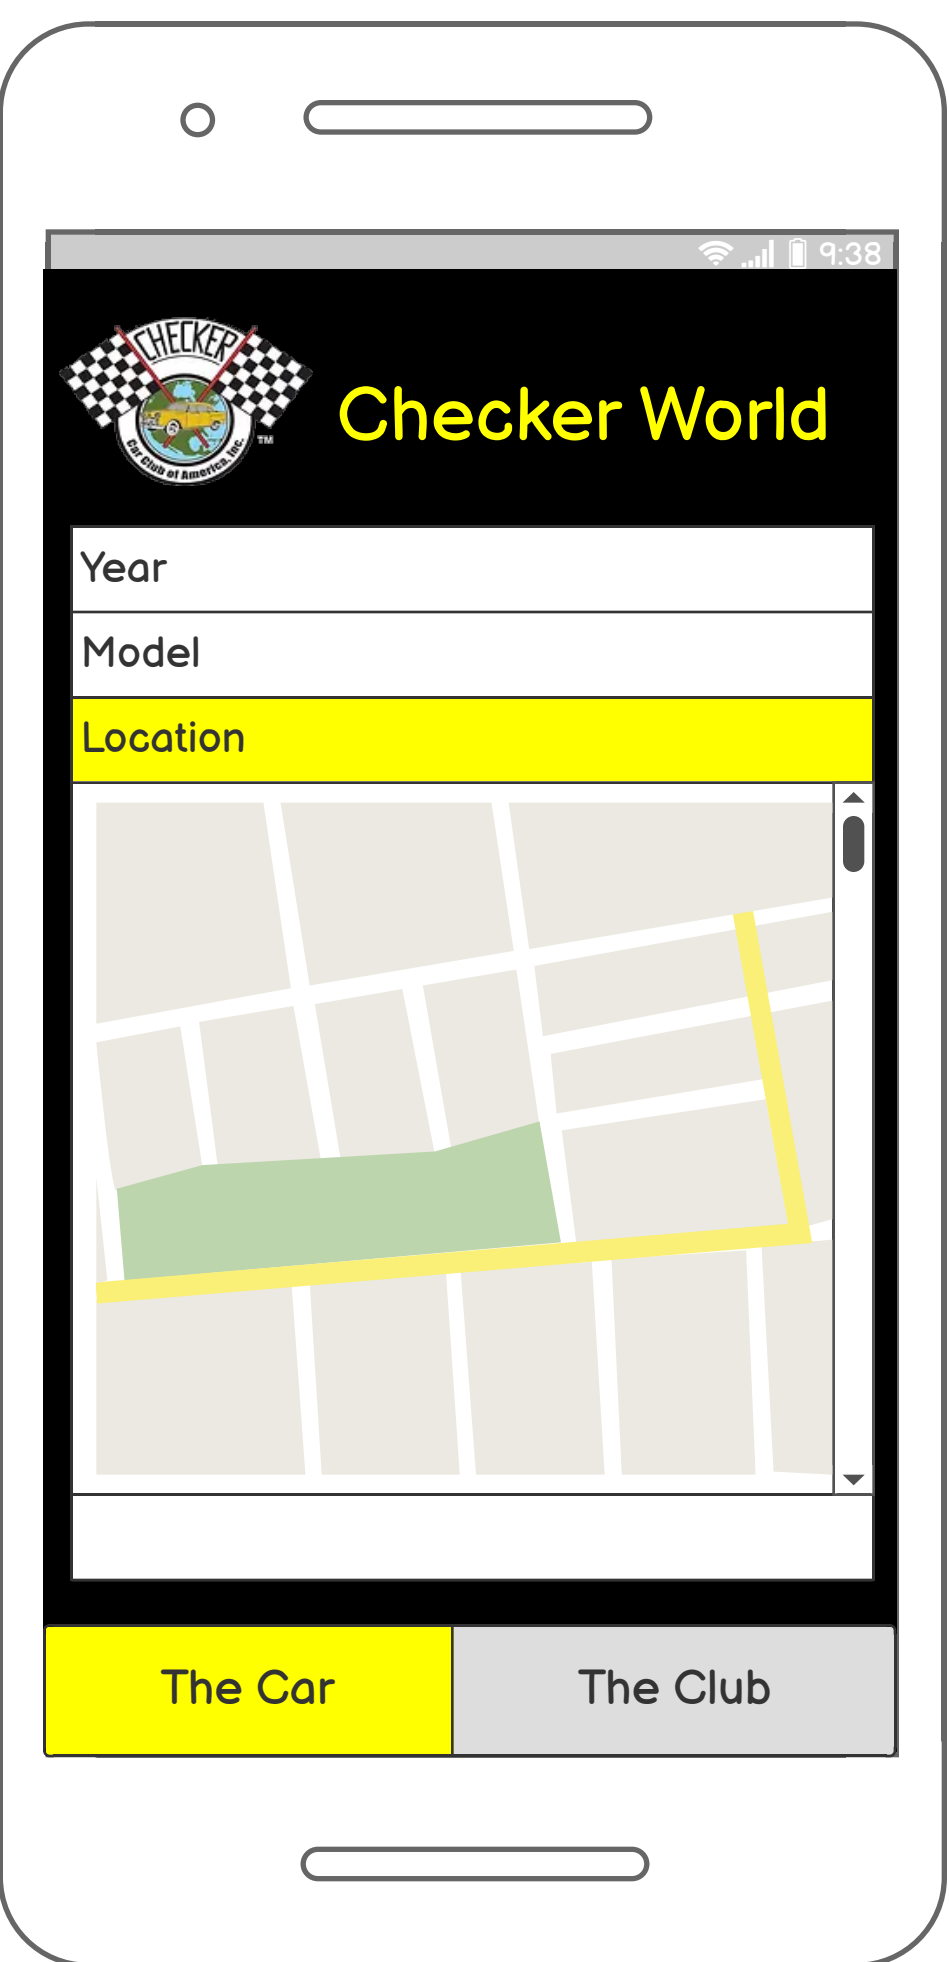 9:38
CHECKER
Car Club of America, Inc.
TM
Checker World
Year
Model
Location
The Car
The Club